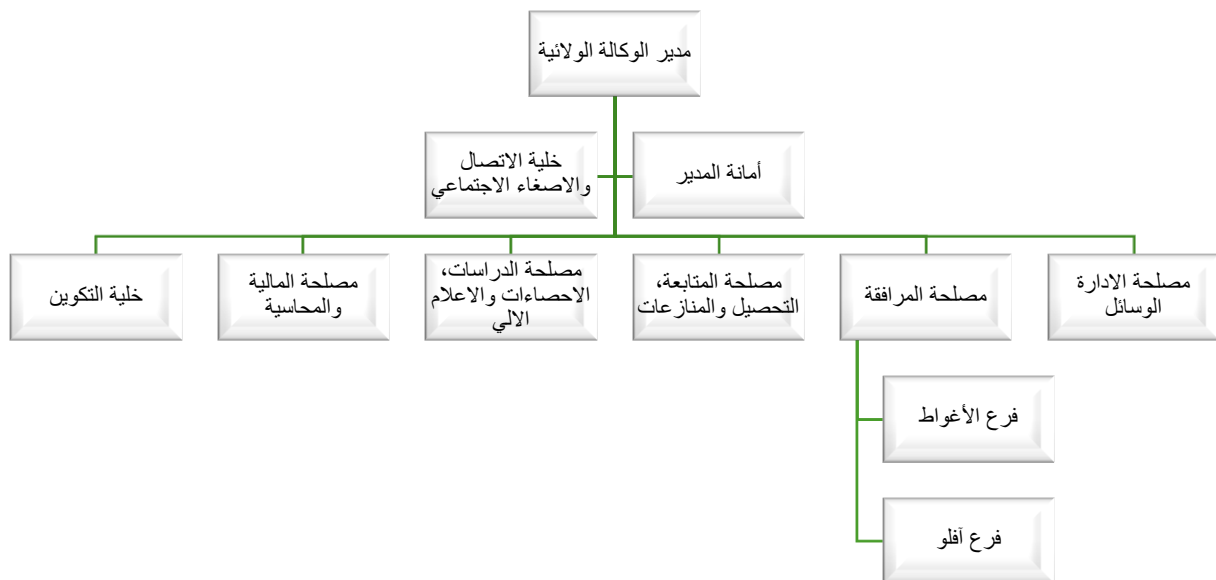 مدير الوكالة الولائية
أمانة المدير
خلية الاتصال
والاصغاء الاجتماعي
مصلحة الادارة
الوسائل
مصلحة المرافقة
مصلحة المتابعة،
التحصيل والمنازعات
مصلحة الدراسات،
الاحصاءات والاعلام
الالي
مصلحة المالية
والمحاسبة
خلية التكوين
فرع الأغواط
فرع آفلو